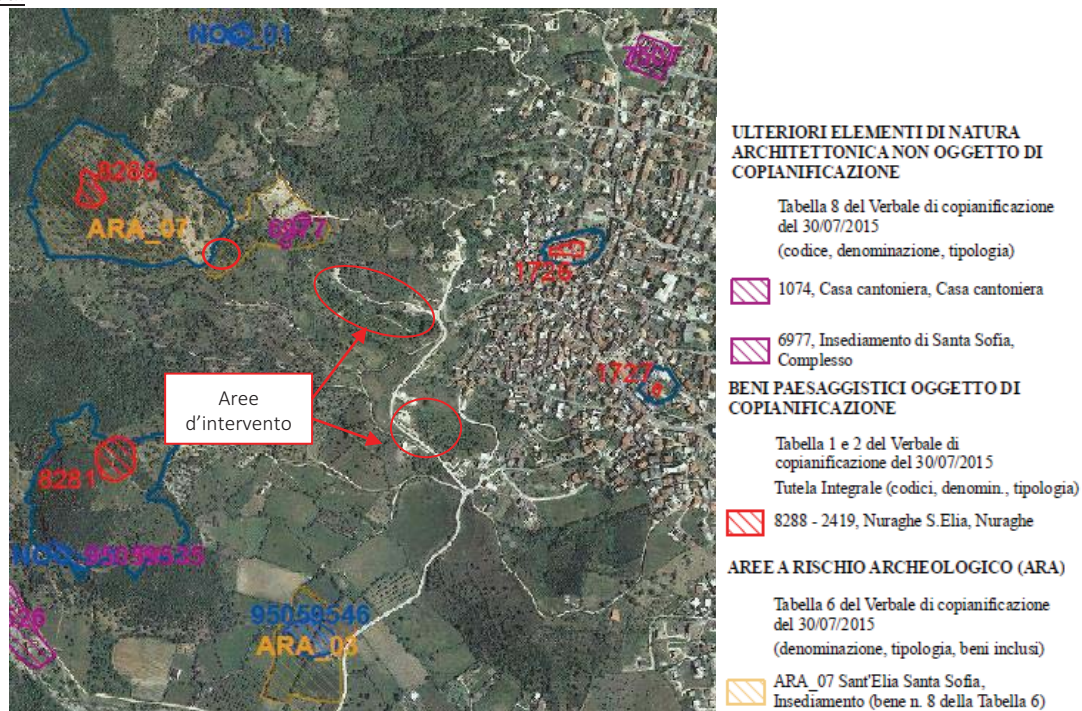 NOC_01
8288
ARA_07
6977
1726
1727
Aree
d'intervento
8281
95059546
ARA_03
ULTERIORI ELEMENTI DI NATURA
ARCHITETTONICA NON OGGETTO DI
COPIANIFICAZIONE
Tabella 8 del Verbale di copianificazione
del 30/07/2015
(codice, denominazione, tipologia)
1074, Casa cantoniera, Casa cantoniera
6977, Insediamento di Santa Sofia,
Complesso
BENI PAESAGGISTICI OGGETTO DI
COPIANIFICAZIONE
Tabella 1 e 2 del Verbale di
copianificazione del 30/07/2015
Tutela Integrale (codici, denomin., tipologia)
8288 - 2419, Nuraghe S.Elia, Nuraghe
AREE A RISCHIO ARCHEOLOGICO (ARA)
Tabella 6 del Verbale di copianificazione
del 30/07/2015
(denominazione, tipologia, beni inclusi)
ARA_07 Sant'Elia Santa Sofia,
Insediamento (bene n. 8 della Tabella 6)